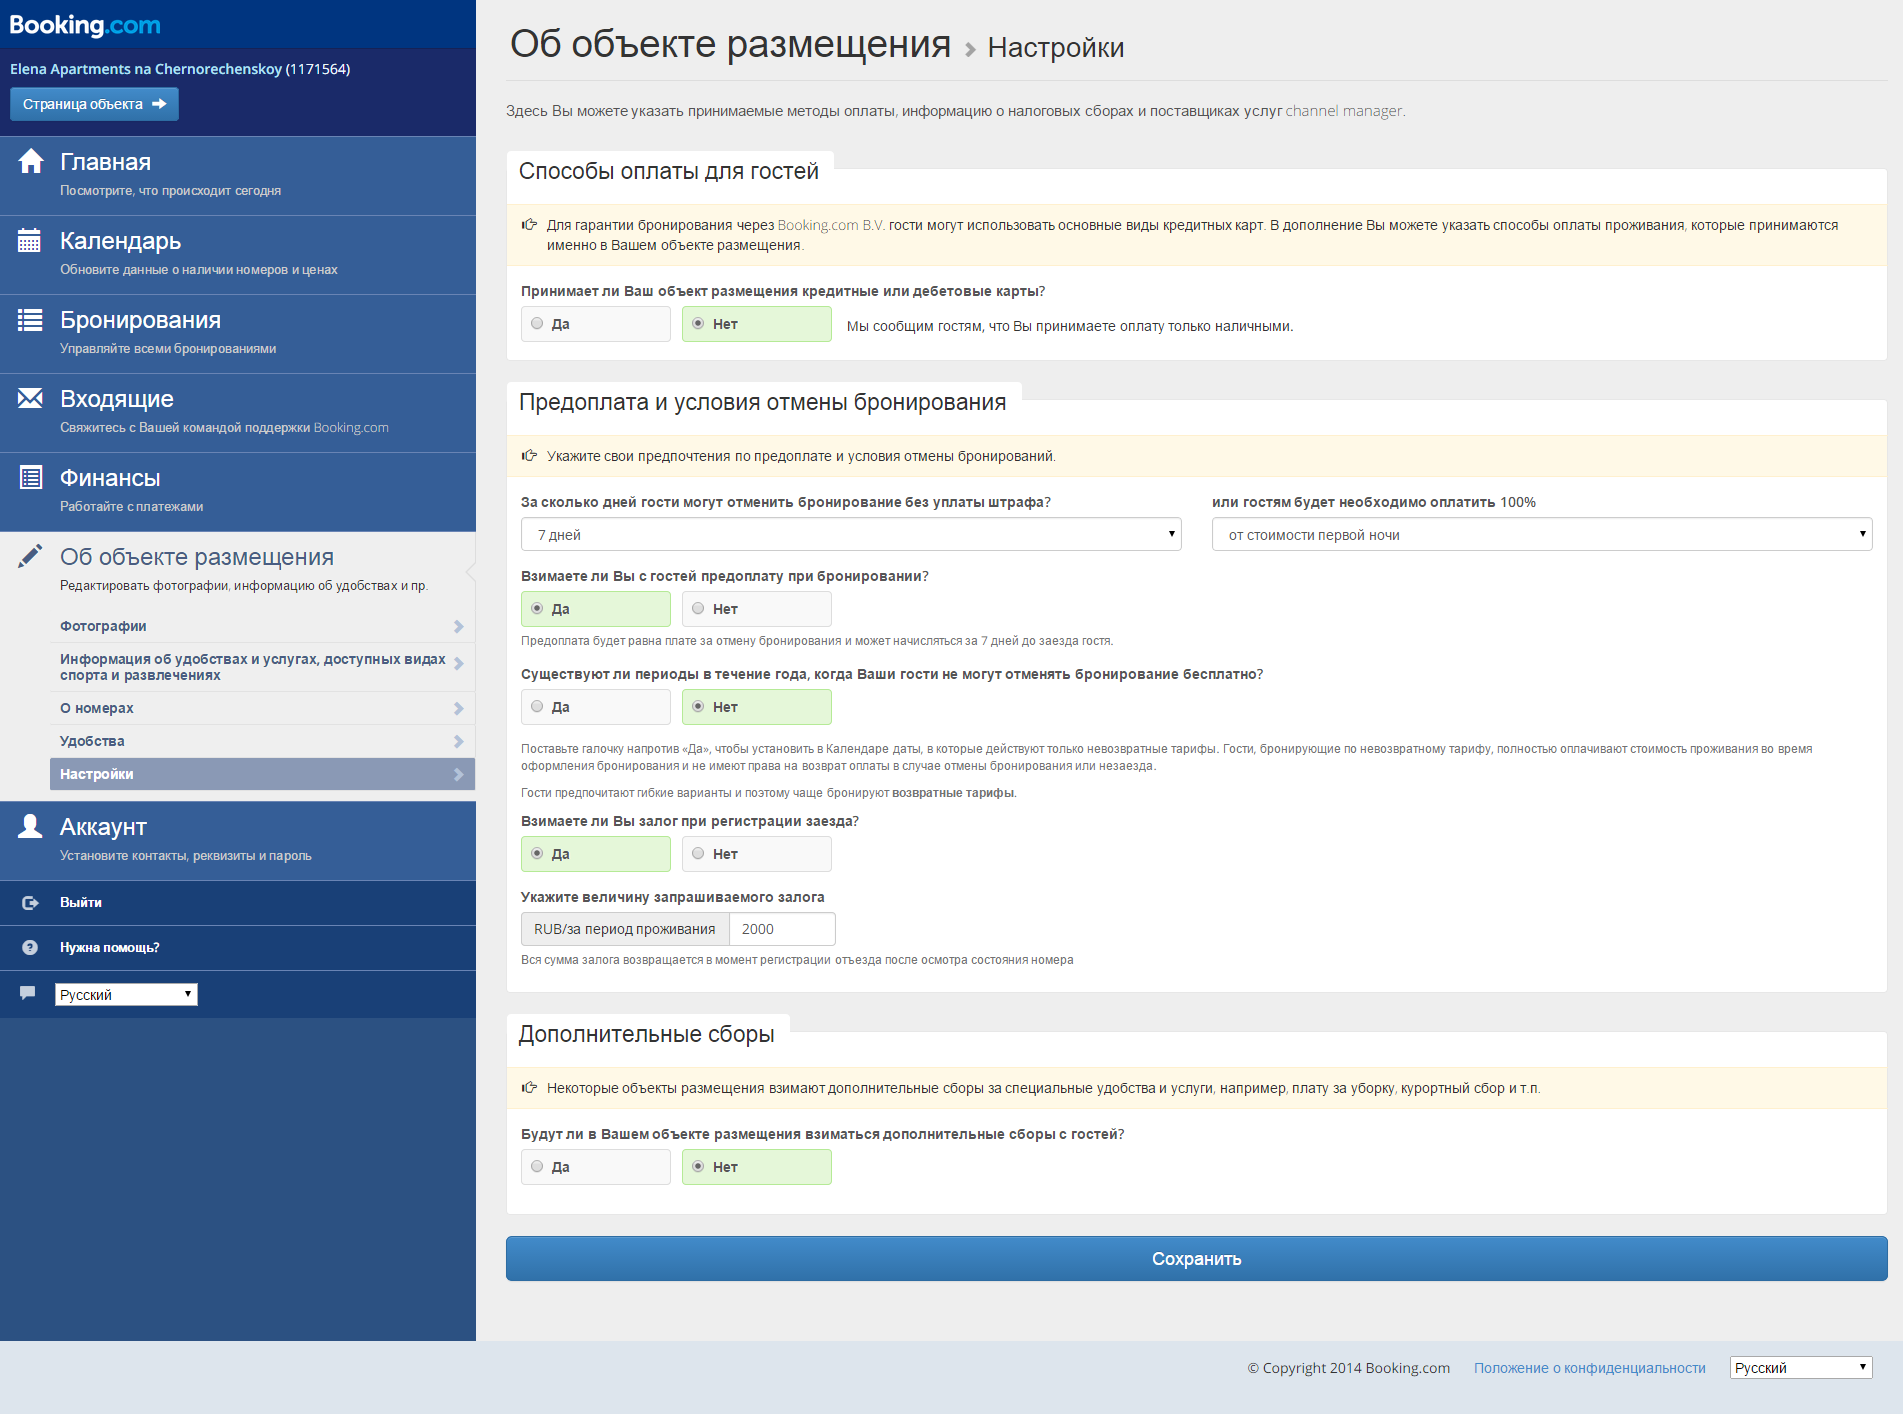 Booking.com
Elena Apartments na Chernorechenskoy (1171564)
Страница объекта
Главная
Посмотрите, что происходит сегодня
Календарь
Обновите данные о наличии номеров и ценах
Бронирования
Управляйте всеми бронированиями
Входящие
Свяжитесь с Вашей командой поддержки Booking.com
Финансы
Работайте с платежами
Об объекте размещения
Редактировать фотографии, информацию об удобствах и пр.
Фотографии
Информация об удобствах и услугах, доступных видах
спорта и развлечениях
О номерах
Удобства
Настройки
Аккаунт
Установите контакты, реквизиты и пароль
Выйти
Нужна помощь?
Русский
Об объекте размещения Настройки
Здесь Вы можете указать принимаемые методы оплаты, информацию о налоговых сборах и поставщиках услуг channel manager.
Способы оплаты для гостей
Для гарантии бронирования через Booking.com B.V. гости могут использовать основные виды кредитных карт. В дополнение Вы можете указать способы оплаты проживания, которые принимаются
именно в Вашем объекте размещения.
Принимает ли Ваш объект размещения кредитные или дебетовые карты?
Да Нет Мы сообщим гостям, что Вы принимаете оплату только наличными.
Предоплата и условия отмены бронирования
Укажите свои предпочтения по предоплате и условия отмены бронирований.
За сколько дней гости могут отменить бронирование без уплаты штрафа? или гостям будет необходимо оплатить 100%
7 дней от стоимости первой ночи
Взимаете ли Вы с гостей предоплату при бронировании?
Да Нет
Предоплата будет равна плате за отмену бронирования и может начисляться за 7 дней до заезда гостя.
Существуют ли периоды в течение года, когда Ваши гости не могут отменять бронирование бесплатно?
Да Нет
Поставьте галочку напротив «Да», чтобы установить в Календаре даты, в которые действуют только невозвратные тарифы. Гости, бронирующие по невозвратному тарифу, полностью оплачивают стоимость проживания во время
оформления бронирования и не имеют права на возврат оплаты в случае отмены бронирования или незаезда.
Гости предпочитают гибкие варианты и поэтому чаще бронируют возвратные тарифы.
Взимаете ли Вы залог при регистрации заезда?
Да Нет
Укажите величину запрашиваемого залога
RUB/за период проживания 2000
Вся сумма залога возвращается в момент регистрации отъезда после осмотра состояния номера
Дополнительные сборы
Некоторые объекты размещения взимают дополнительные сборы за специальные удобства и услуги, например, плату за уборку, курортный сбор и т.п.
Будут ли в Вашем объекте размещения взиматься дополнительные сборы с гостей?
Да Нет
Сохранить
© Copyright 2014 Booking.com Положение о конфиденциальности Русский